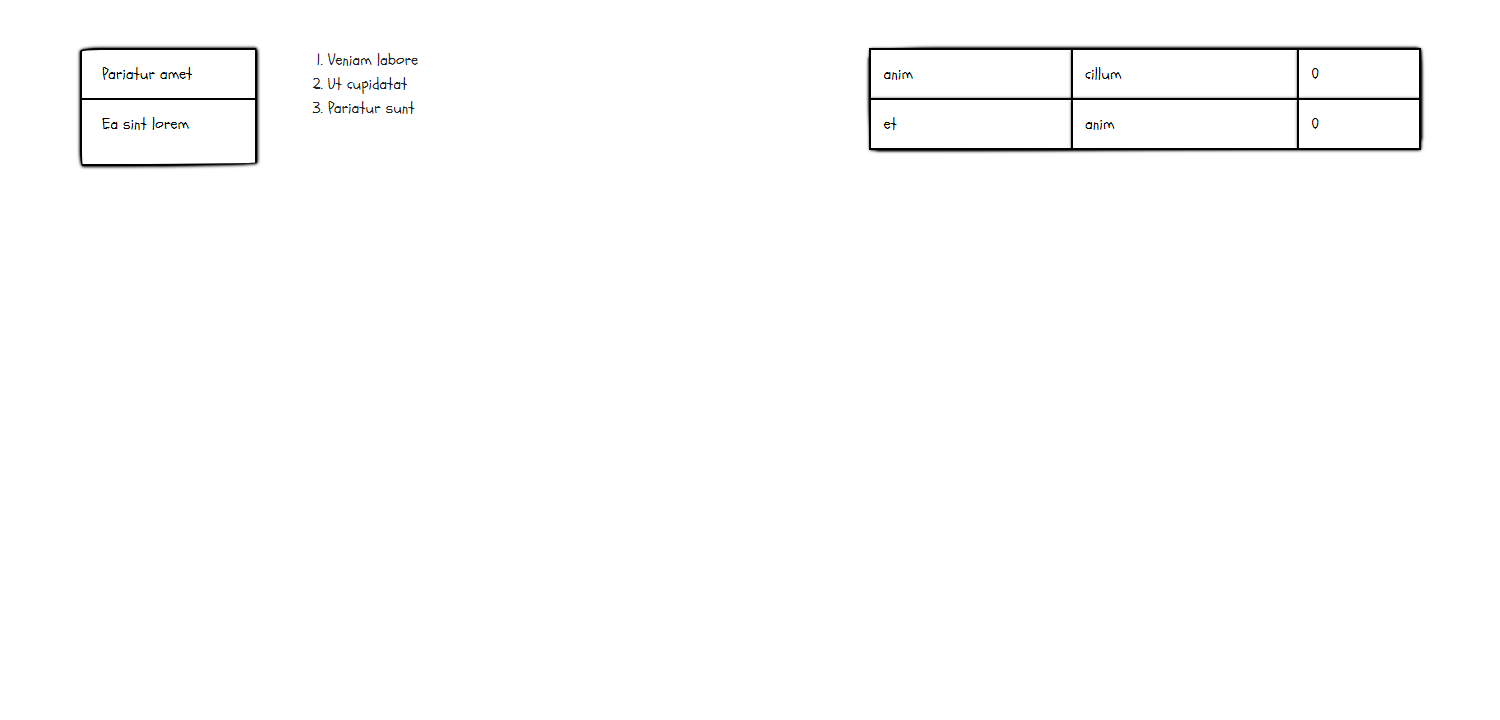 Pariatur amet
Ea sint lorem
1. Veniam labore
2. Ut cupidatat
3. Pariatur sunt
anim cillum 0
et anim 0